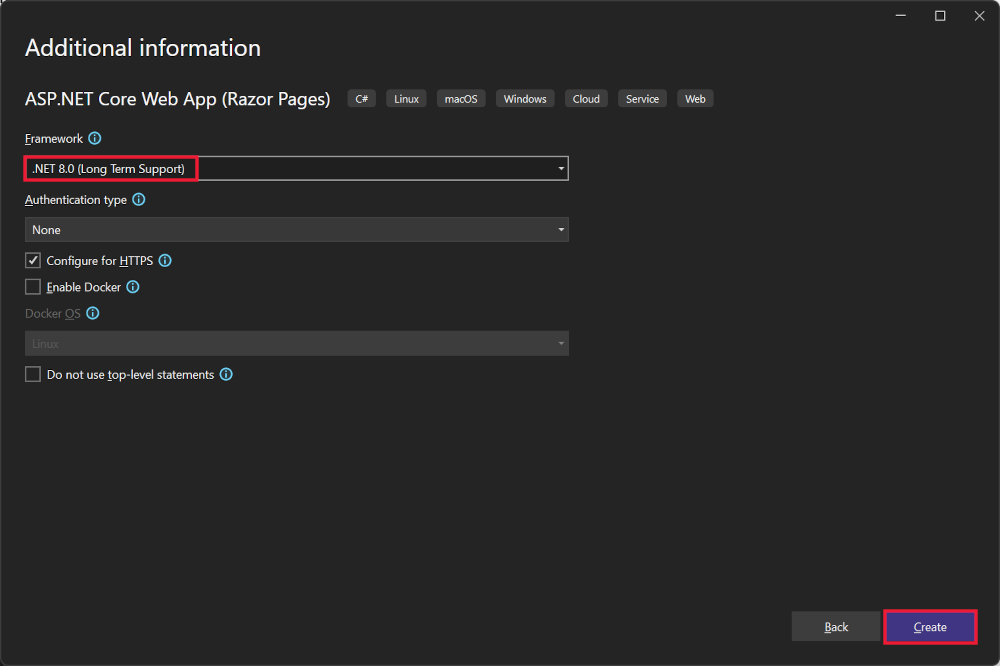 Additional information
ASP.NET Core Web App (Razor Pages) C# Linux macOS Windows Cloud Service Web
Framework
.NET 8.0 (Long Term Support)
Authentication type
None
Configure for HTTPS
Enable Docker
Docker OS
Linux
Do not use top-level statements
Back Create